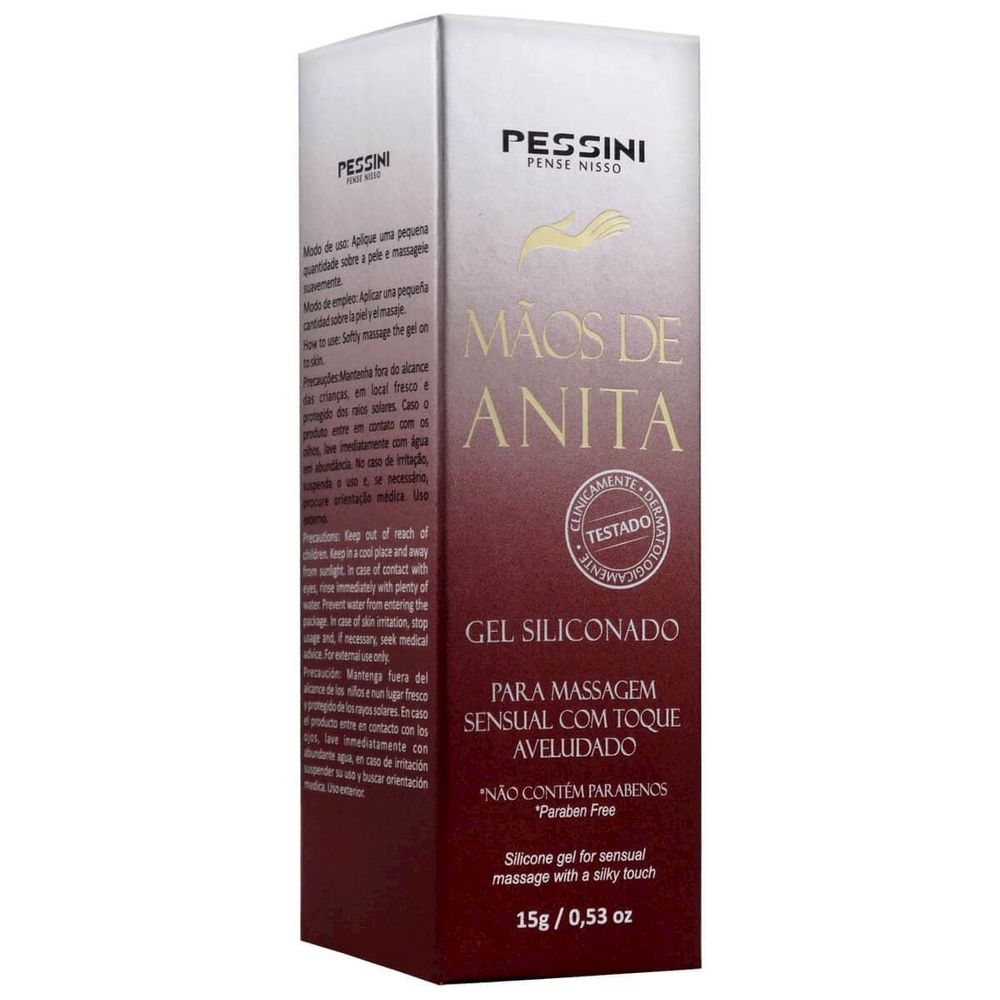 PESSINI
PENSE NISSO
Modo de uso: Aplique uma pequena
quantidade sobre a pele e massageie
suavemente.
Modo de empleo: Aplicar una pequeña
cantidad sobre la piel y el masaje.
How to use: Softly massage the gel on
to skin.
Precauções:Mantenha fora do alcance
das crianças, em local fresco e
protegido dos raios solares. Caso o
produto entre em contato com os
olhos, lave imediatamente com água
em abundância. No caso de irritação,
suspenda o uso e, se necessário,
procure orientação médica. Uso
externo.
Precautions: Keep out of reach of
children. Keep in a cool place and away
from sunlight. In case of contact with
eyes, rinse immediately with plenty of
water. Prevent water from entering the
package. In case of skin irritation, stop
usage and, if necessary, seek medical
advice. For external use only.
Precaución: Mantenga fuera del
alcance de los niños e nun lugar fresco
y protegido de los rayos solares. En caso
el producto entre en contacto con los
ojos, lave inmediatamente con
abundante agua, en caso de irritación
suspender su uso y buscar orientación
medica. Uso exterior.
PESSINI
PENSE NISSO
MÃOS DE
ANITA
CLINICAMENTE • DERMATOLOGICAMENTE •
TESTADO
GEL SILICONADO
PARA MASSAGEM
SENSUAL COM TOQUE
AVELUDADO
*NÃO CONTÉM PARABENOS
*Paraben Free
Silicone gel for sensual
massage with a silky touch
15g / 0,53 oz